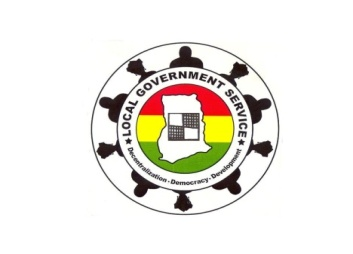 LOCAL GOVERNMENT SERVICE
Decentralization - Democracy - Development